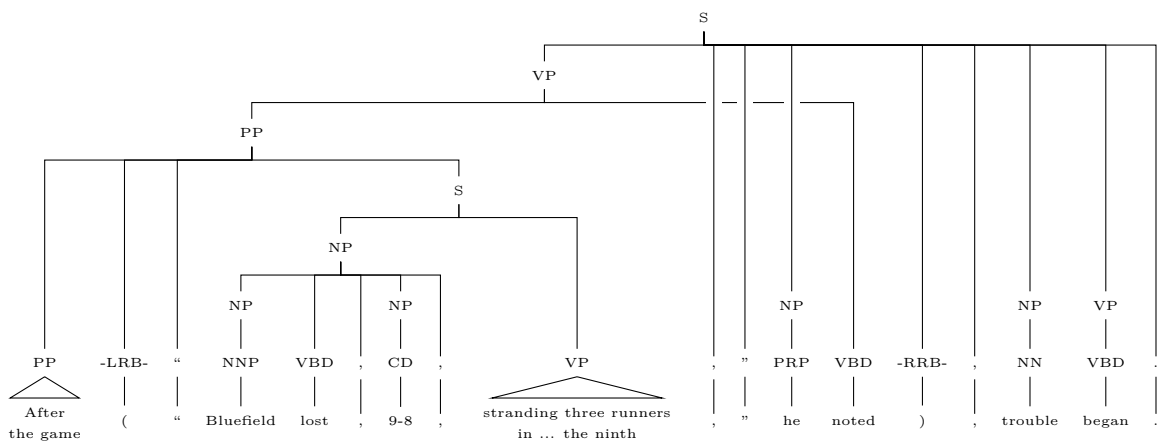 S
VP
PP
S
NP
NP NP NP NP VP
PP -LRB- “ NNP VBD , CD , VP , ” PRP VBD -RRB- , NN VBD .
After ( “ Bluefield lost , 9-8 , stranding three runners , ” he noted ) , trouble began .
the game in ... the ninth